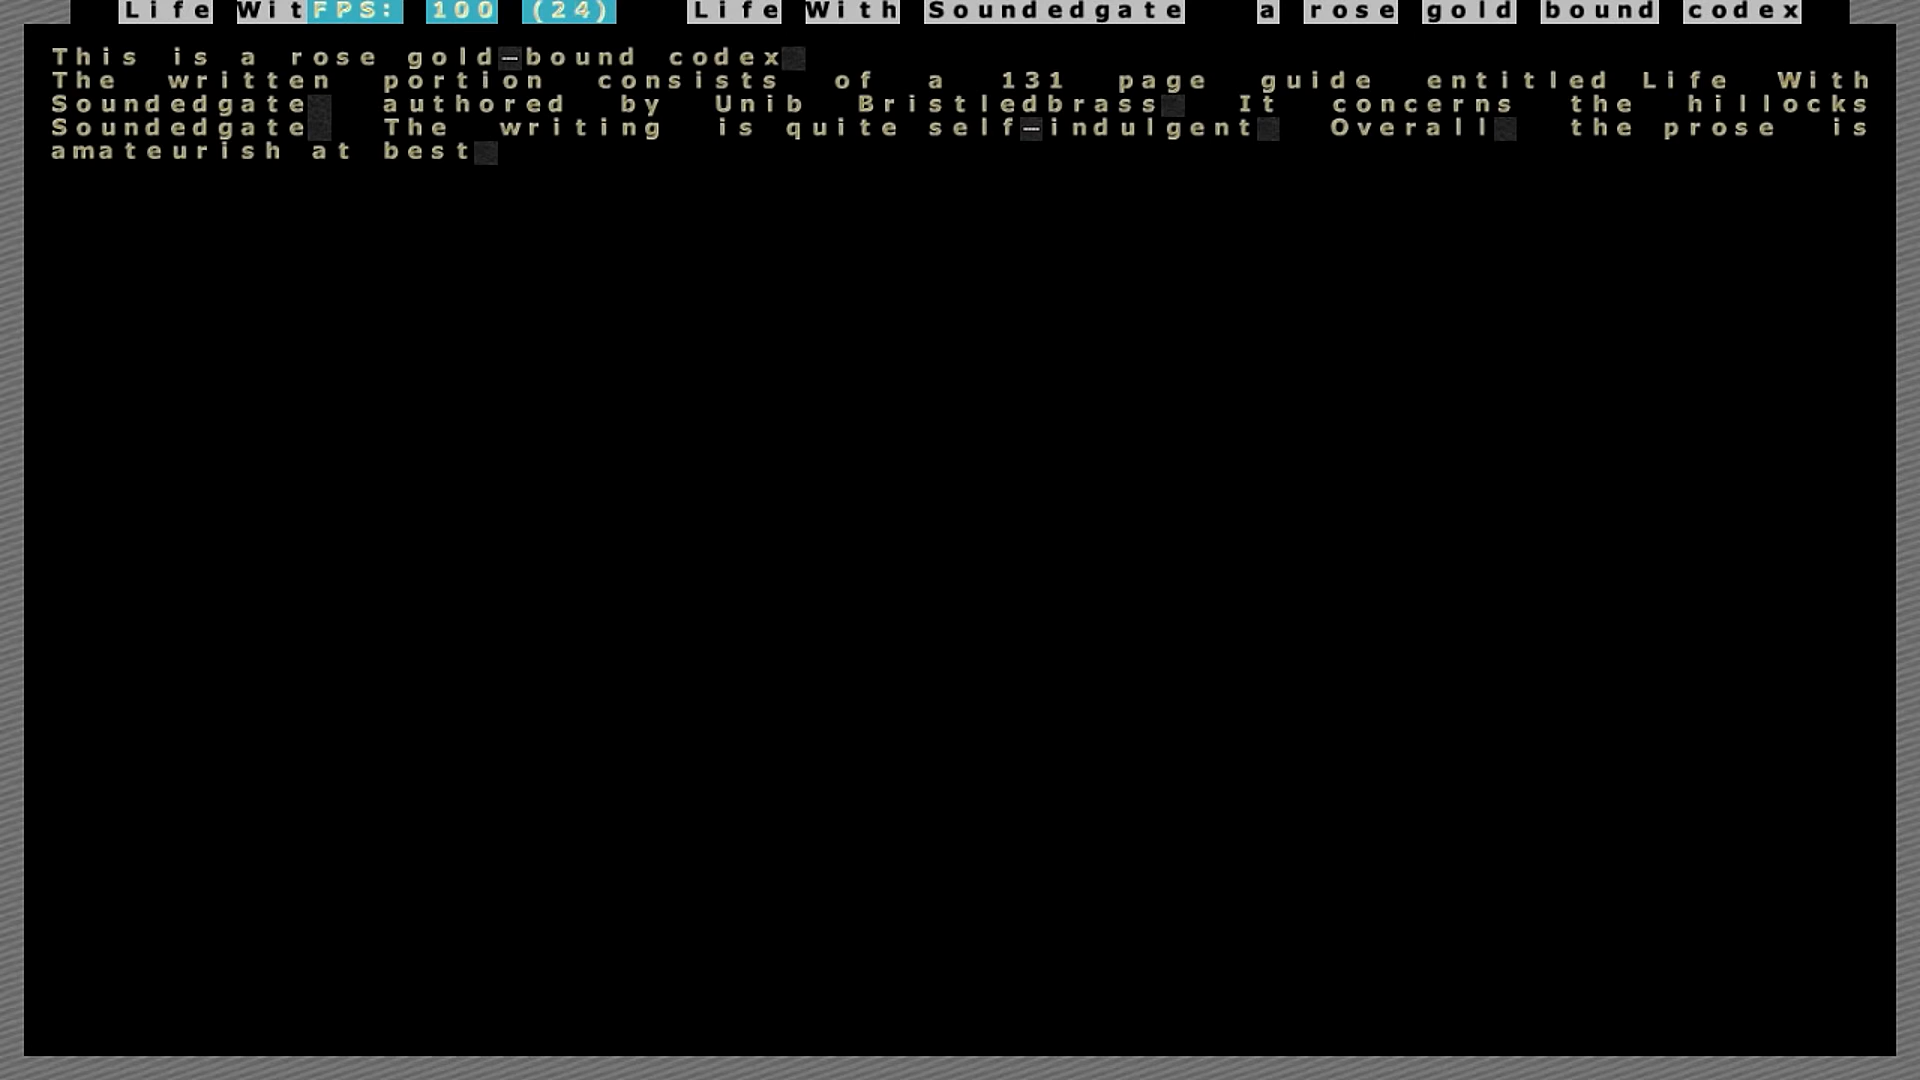 Life Wit FPS: 100 (24) Life With Soundedgate a rose gold bound codex
This is a rose gold-bound codex
The written portion consists of a 131 page guide entitled Life With
Soundedgate authored by Unib Bristledbrass It concerns the hillocks
Soundedgate The writing is quite self-indulgent Overall the prose is
amateurish at best